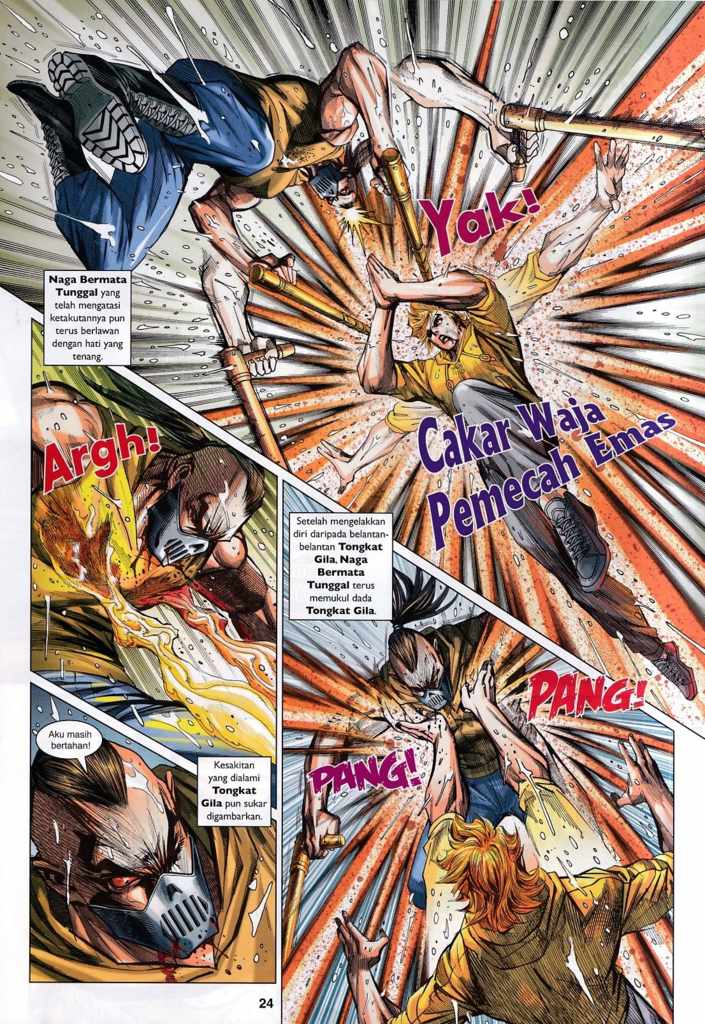 Yak!
Naga Bermata
Tunggal yang
telah mengatasi
ketakutannya pun
terus berlawan
dengan hati yang
tenang.
Cakar Waja
Pemecah Emas
Argh!
Setelah mengelakkan
diri daripada belantan-
belantan Tongkat
Gila, Naga
Bermata
Tunggal terus
memukul dada
Tongkat Gila.
PANG!
PANG!
Aku masih
bertahan!
Kesakitan
yang dialami
Tongkat
Gila pun sukar
digambarkan.
24